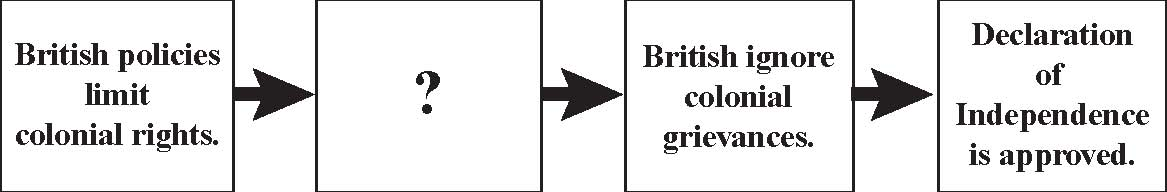 British policies
limit
colonial rights.
?
British ignore
colonial
grievances.
Declaration
of
Independence
is approved.